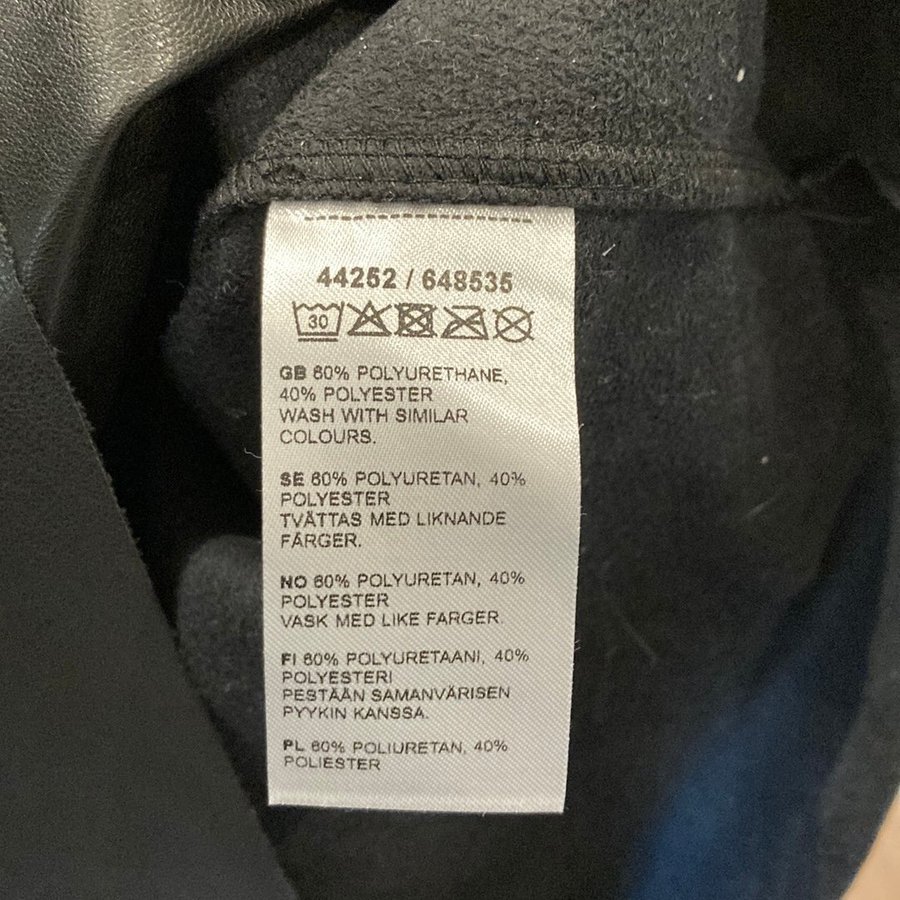 44252 / 648535
30
GB 60% POLYURETHANE,
40% POLYESTER
WASH WITH SIMILAR
COLOURS.
SE 60% POLYURETAN, 40%
POLYESTER
TVÄTTAS MED LIKNANDE
FÄRGER.
NO 60% POLYURETAN, 40%
POLYESTER
VASK MED LIKE FARGER.
FI 60% POLYURETAANI, 40%
POLYESTERI
PESTÄÄN SAMANVÄRISEN
PYYKIN KANSSA.
PL 60% POLIURETAN, 40%
POLIESTER